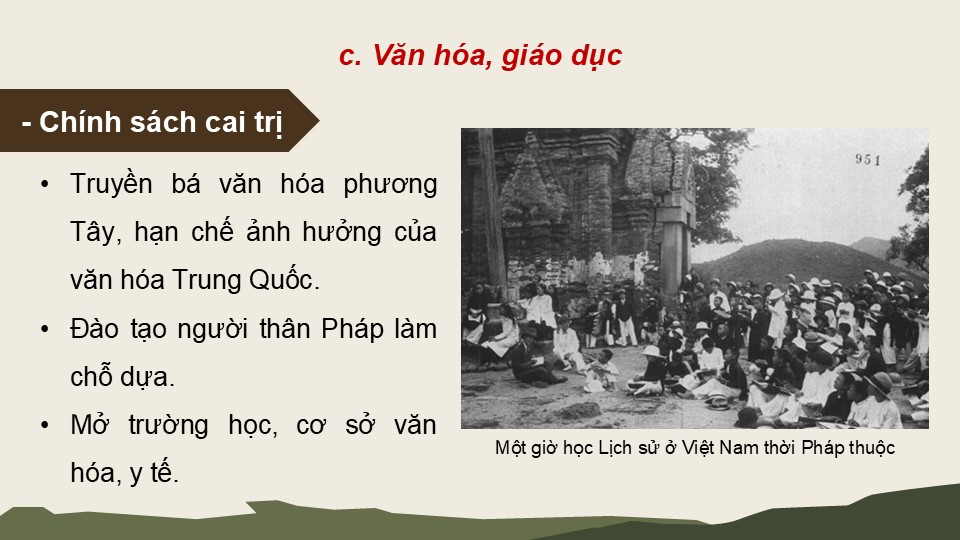 c. Văn hóa, giáo dục
- Chính sách cai trị
• Truyền bá văn hóa phương
Tây, hạn chế ảnh hưởng của
văn hóa Trung Quốc.
• Đào tạo người thân Pháp làm
chỗ dựa.
• Mở trường học, cơ sở văn
hóa, y tế.
951
Một giờ học Lịch sử ở Việt Nam thời Pháp thuộc